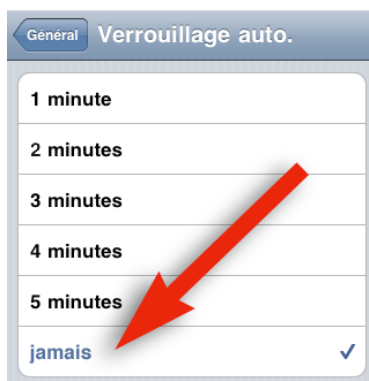 Général
Verrouillage auto.
1 minute
2 minutes
3 minutes
4 minutes
5 minutes
jamais